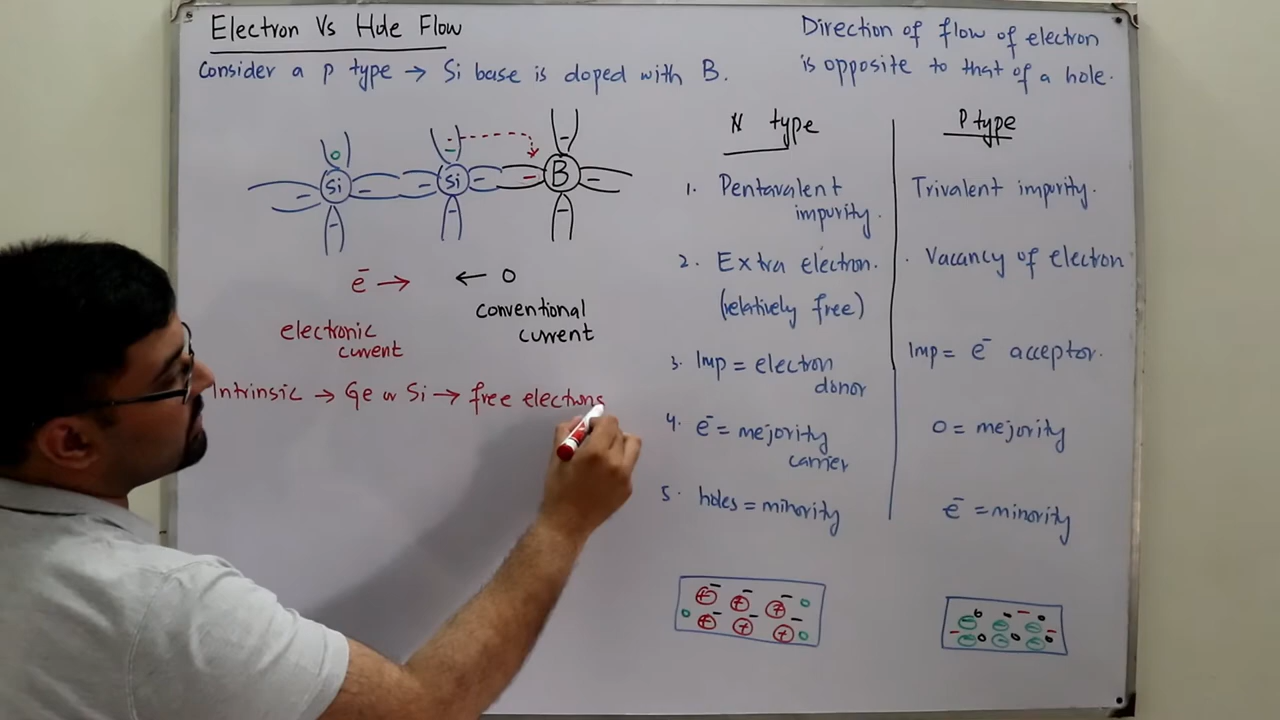 Electron Vs Hole Flow
Consider a P type → Si base is doped with B.
Direction of flow of electron
is opposite to that of a hole.
Si Si B
e⁻ → ← o
electronic
current
conventional
current
Intrinsic → Ge or Si → free electrons
N type
1. Pentavalent
impurity.
2. Extra electron.
(relatively free)
3. Imp = electron
donor
4. e⁻ = mejority
carrier
5. holes = minority
P type
Trivalent impurity.
. Vacancy of electron
Imp = e⁻ acceptor.
o = mejority
e⁻ = minority